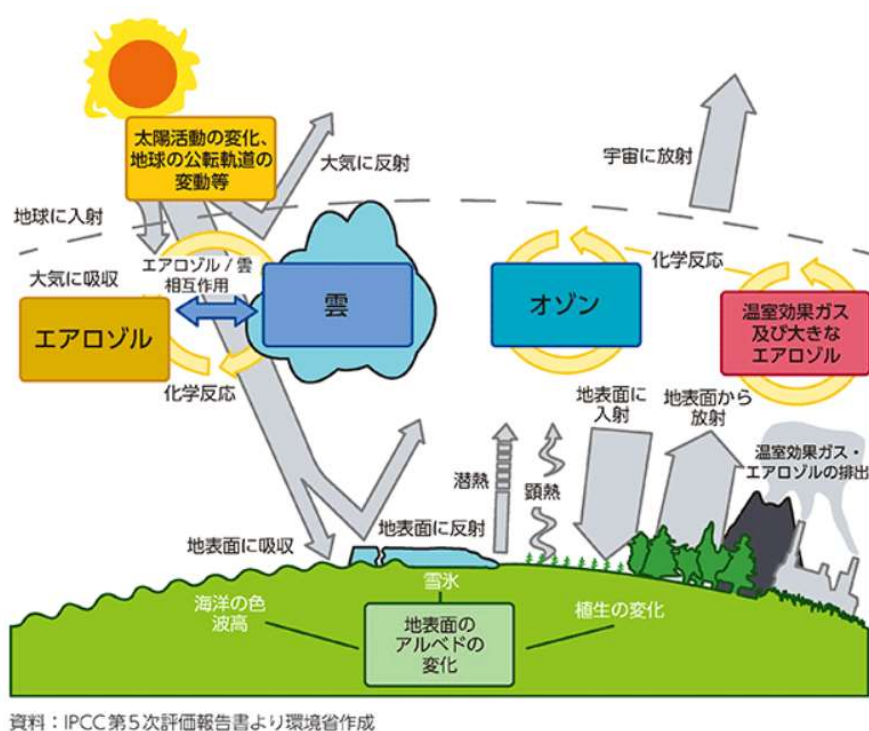 太陽活動の変化、
地球の公転軌道の
変動等
大気に反射
宇宙に放射
地球に入射
大気に吸収
エアロゾル / 雲
相互作用
エアロゾル
雲
化学反応
オゾン
化学反応
温室効果ガス
及び大きな
エアロゾル
地表面に
入射
地表面から
放射
温室効果ガス・
エアロゾルの排出
潜熱
顕熱
地表面に吸収
地表面に反射
雪氷
海洋の色
波高
地表面の
アルベドの
変化
植生の変化
資料：IPCC第5次評価報告書より環境省作成